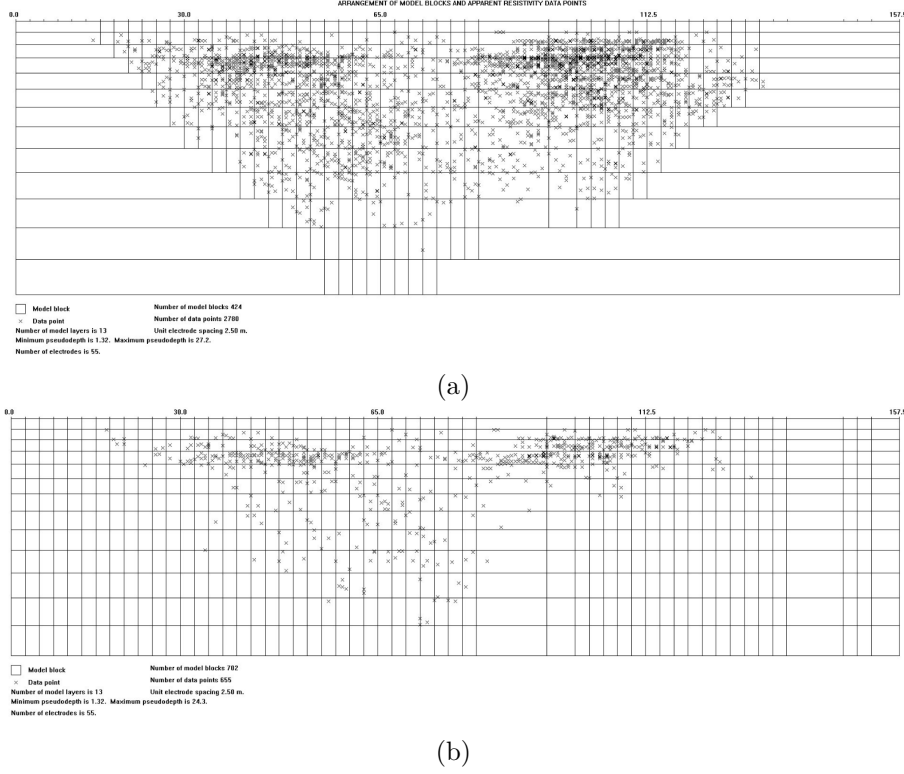 ARRANGEMENT OF MODEL BLOCKS AND APPARENT RESISTIVITY DATA POINTS
0.0 30.0 65.0 112.5 157.5
Model block Number of model blocks 424
Data point Number of data points 2780
Number of model layers is 13 Unit electrode spacing 2.50 m.
Minimum pseudodepth is 1.32. Maximum pseudodepth is 27.2.
Number of electrodes is 55.
(a)
0.0 30.0 65.0 112.5 157.5
Model block Number of model blocks 702
Data point Number of data points 655
Number of model layers is 13 Unit electrode spacing 2.50 m.
Minimum pseudodepth is 1.32. Maximum pseudodepth is 24.3.
Number of electrodes is 55.
(b)